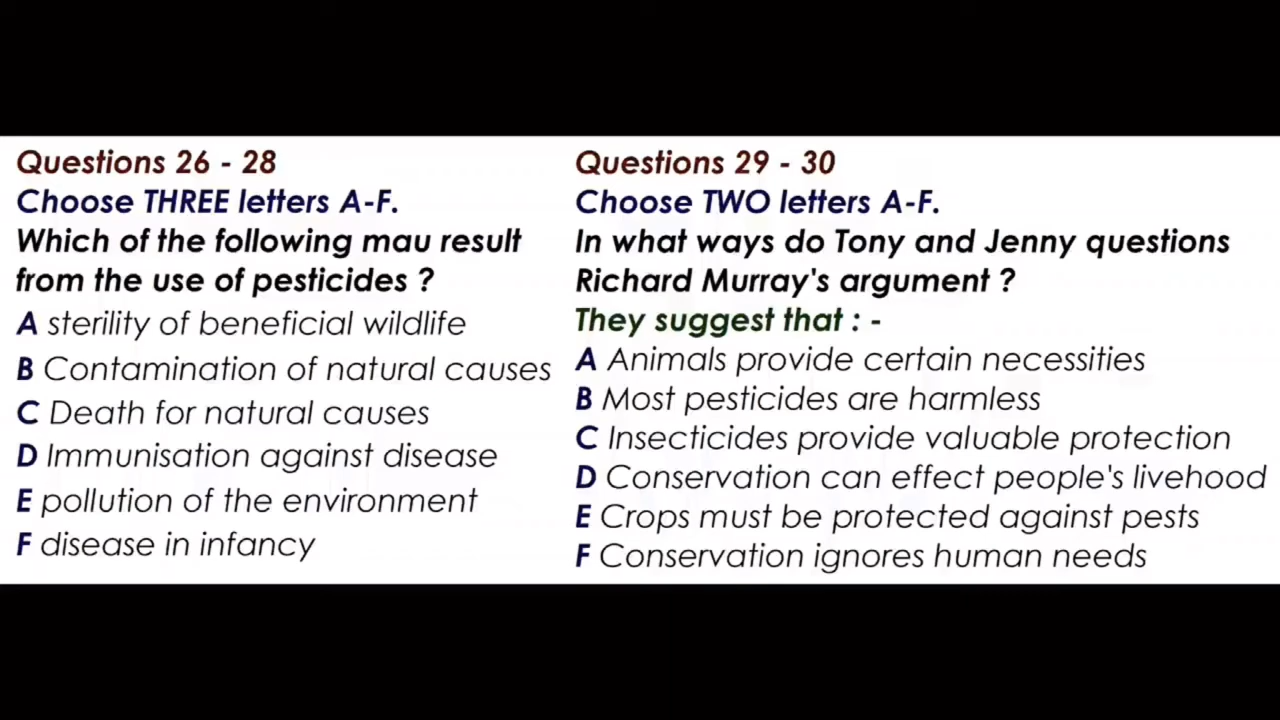 Questions 26 - 28
Choose THREE letters A-F.
Which of the following mau result
from the use of pesticides ?
A sterility of beneficial wildlife
B Contamination of natural causes
C Death for natural causes
D Immunisation against disease
E pollution of the environment
F disease in infancy
Questions 29 - 30
Choose TWO letters A-F.
In what ways do Tony and Jenny questions
Richard Murray's argument ?
They suggest that : -
A Animals provide certain necessities
B Most pesticides are harmless
C Insecticides provide valuable protection
D Conservation can effect people's livehood
E Crops must be protected against pests
F Conservation ignores human needs